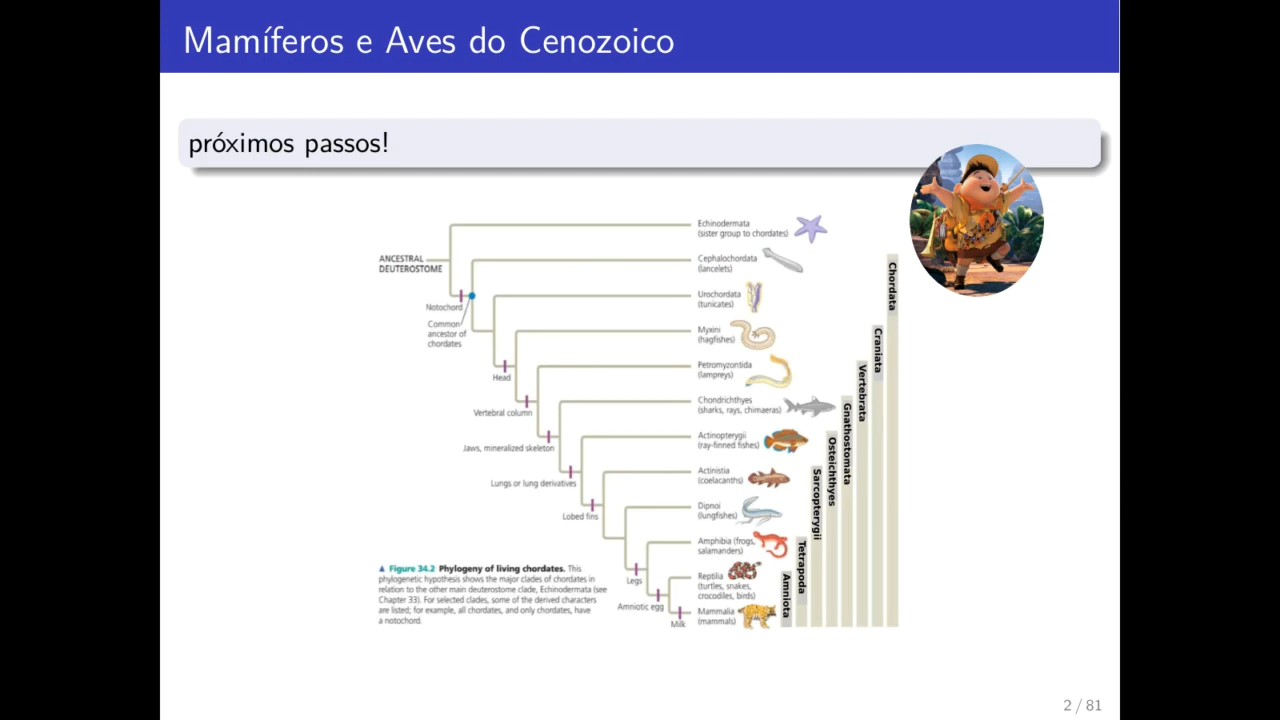 Mamíferos e Aves do Cenozoico
próximos passos!
Echinodermata
(sister group to chordates)
ANCESTRAL
DEUTEROSTOME
Cephalochordata
(lancelets)
Notochord
Common
ancestor of
chordates
Urochordata
(tunicates)
Myxini
(hagfishes)
Head
Petromyzontida
(lampreys)
Vertebral column
Chondrichthyes
(sharks, rays, chimaeras)
Jaws, mineralized skeleton
Actinopterygii
(ray-finned fishes)
Lungs or lung derivatives
Actinistia
(coelacanths)
Lobed fins
Dipnoi
(lungfishes)
Amphibia (frogs,
salamanders)
Legs
Reptilia
(turtles, snakes,
crocodiles, birds)
Amniotic egg
Mammalia
(mammals)
Milk
Chordata
Craniata
Vertebrata
Gnathostomata
Osteichthyes
Sarcopterygii
Tetrapoda
Amniota
▲ Figure 34.2 Phylogeny of living chordates. This
phylogenetic hypothesis shows the major clades of chordates in
relation to the other main deuterostome clade, Echinodermata (see
Chapter 33). For selected clades, some of the derived characters
are listed; for example, all chordates, and only chordates, have
a notochord.
2 / 81